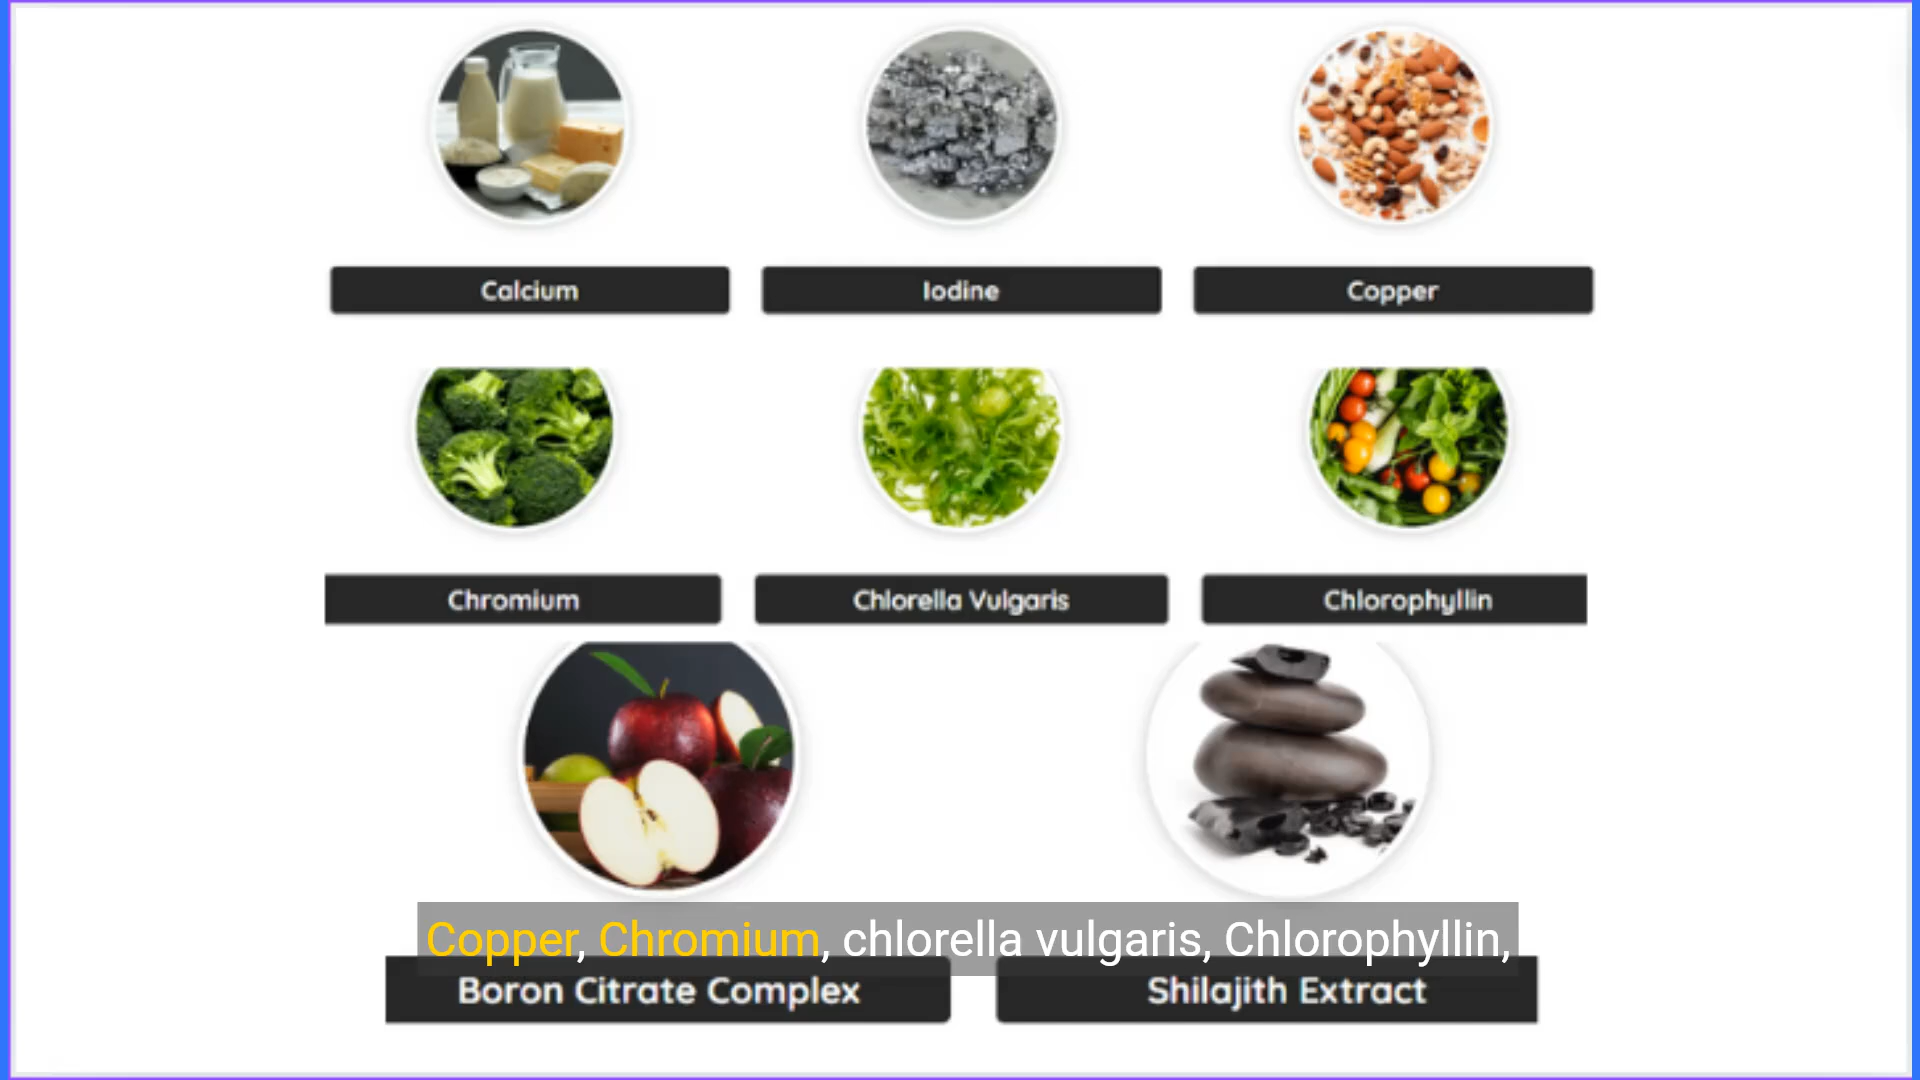 Calcium
Iodine
Copper
Chromium
Chlorella Vulgaris
Chlorophyllin
Copper, Chromium, chlorella vulgaris, Chlorophyllin,
Boron Citrate Complex
Shilajith Extract